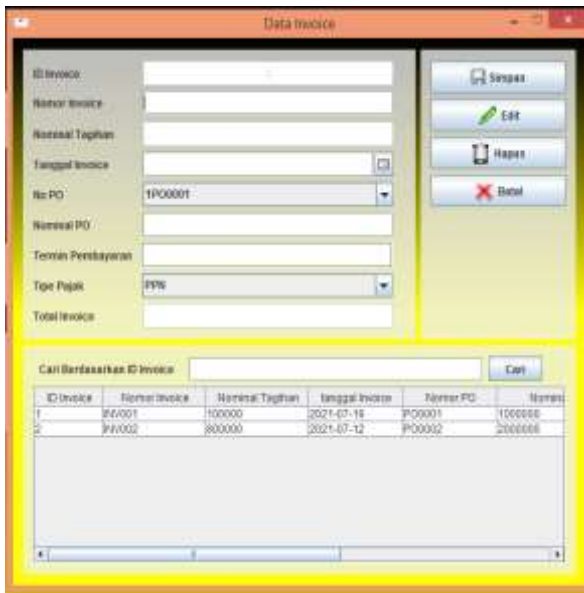 Data Invoice
ID Invoice
Nomor Invoice
Nominal Tagihan
Tanggal Invoice
No PO 1PO0001
Nominal PO
Termin Pembayaran
Tipe Pajak PPN
Total Invoice
Simpan
Edit
Hapus
Batal
Cari Berdasarkan ID Invoice Cari
ID Invoice Nomor Invoice Nominal Tagihan tanggal Invoice Nomor PO
1 INV001 100000 2021-07-16 PO0001 1000000
2 INV002 800000 2021-07-12 PO0002 2000000